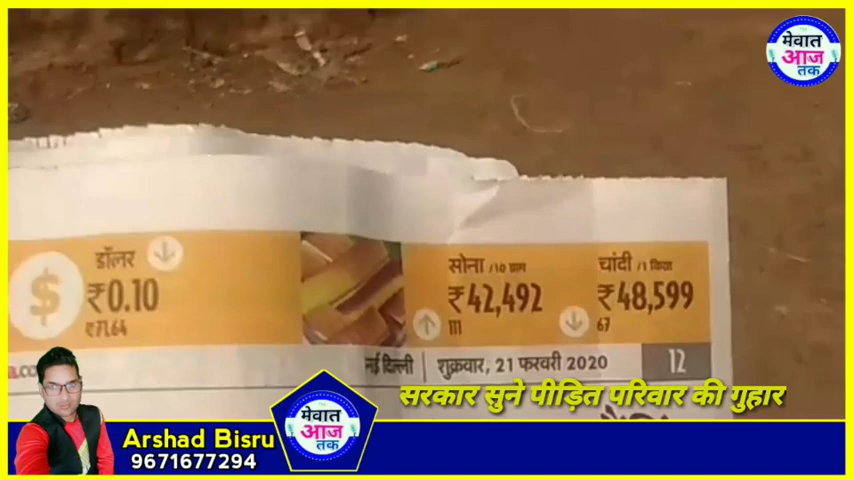 मेवात
आज
तक
डॉलर
₹0.10
₹71.64
सोना /10 ग्राम
₹42,492
111
चांदी /1 किग्रा
₹48,599
67
नई दिल्ली | शुक्रवार, 21 फरवरी 2020 12
सरकार सुने पीड़ित परिवार की गुहार
Arshad Bisru
9671677294
मेवात
आज
तक